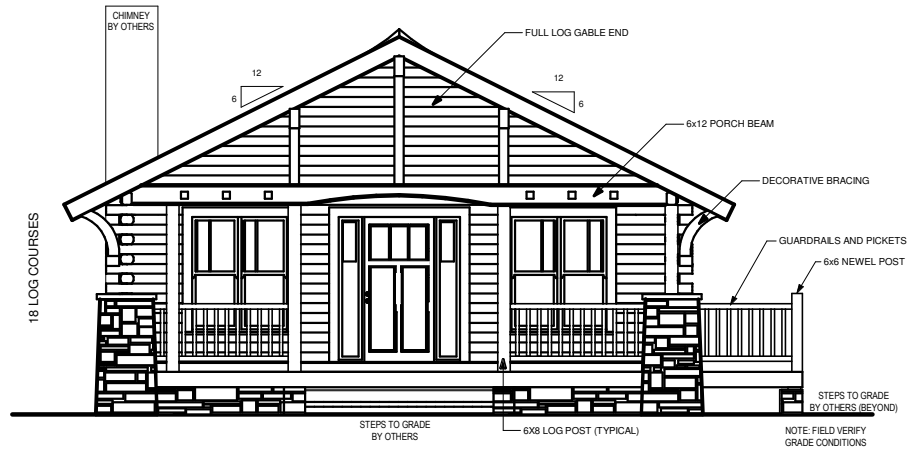 CHIMNEY
BY OTHERS
FULL LOG GABLE END
12
6
12
6
6x12 PORCH BEAM
DECORATIVE BRACING
18 LOG COURSES
GUARDRAILS AND PICKETS
6x6 NEWEL POST
STEPS TO GRADE
BY OTHERS (BEYOND)
STEPS TO GRADE
BY OTHERS
6X8 LOG POST (TYPICAL)
NOTE: FIELD VERIFY
GRADE CONDITIONS